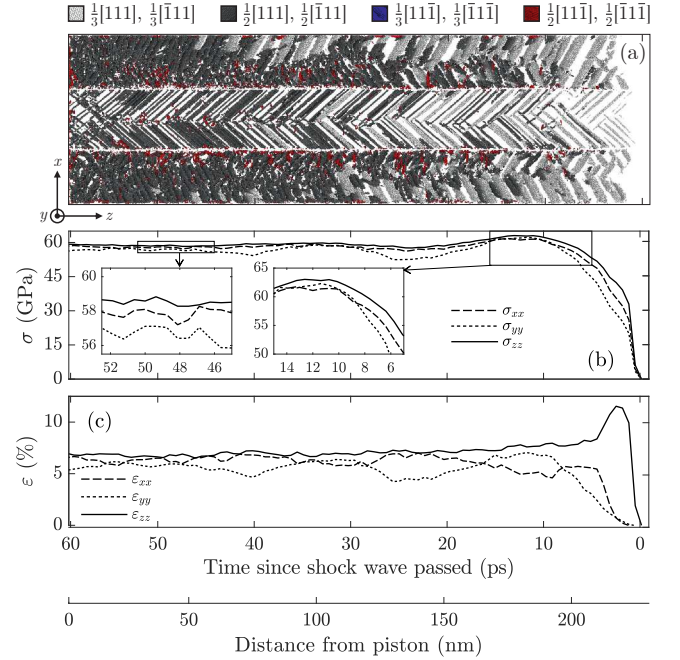 ⅓[111], ⅓[1̄11] ½[111], ½[1̄11] ⅓[111̄], ⅓[1̄11̄] ½[111̄], ½[1̄11̄]
(a)
x
y z
60
45
30
15
0
σ (GPa)
60
58
56
52 50 48 46
65
60
55
50
14 12 10 8 6
σxx
σyy
σzz
(b)
(c)
10
5
0
ε (%)
εxx
εyy
εzz
60 50 40 30 20 10 0
Time since shock wave passed (ps)
0 50 100 150 200
Distance from piston (nm)